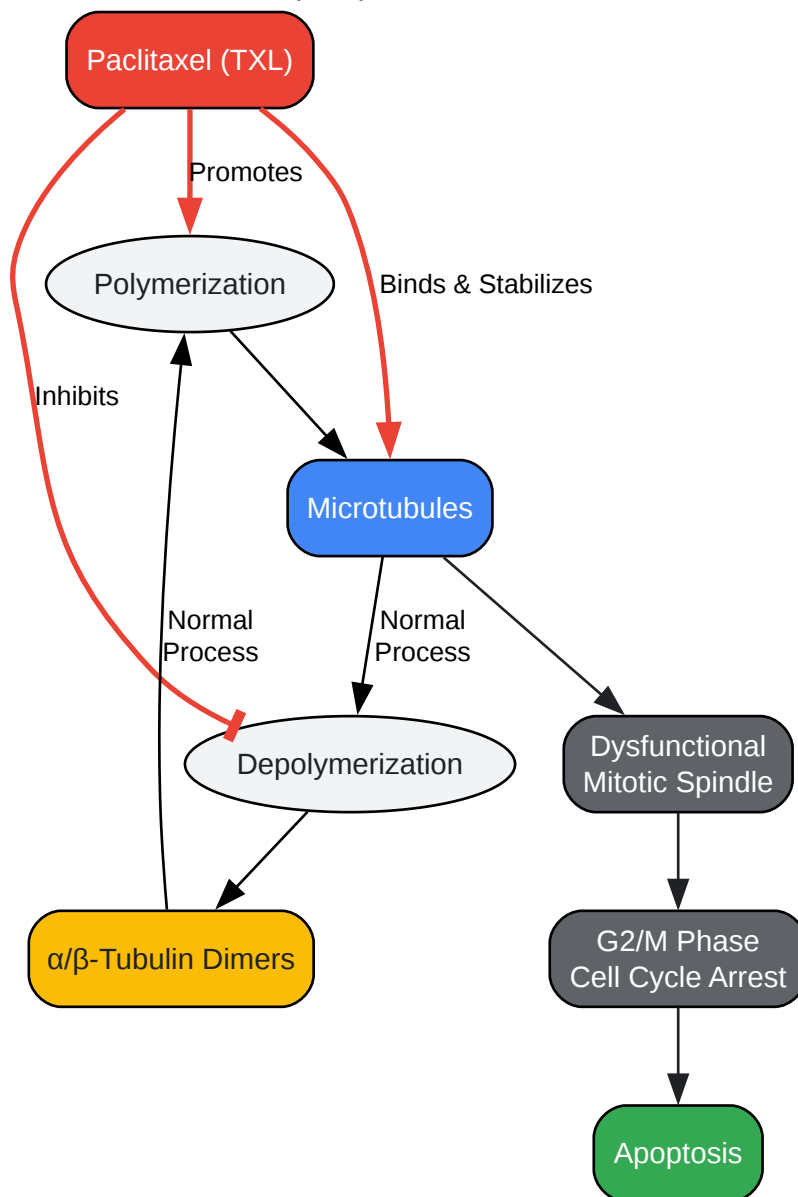 Paclitaxel (TXL)
Promotes
Polymerization
Binds & Stabilizes
Inhibits
Microtubules
Normal
Process
Normal
Process
Depolymerization
Dysfunctional
Mitotic Spindle
α/β-Tubulin Dimers
G2/M Phase
Cell Cycle Arrest
Apoptosis